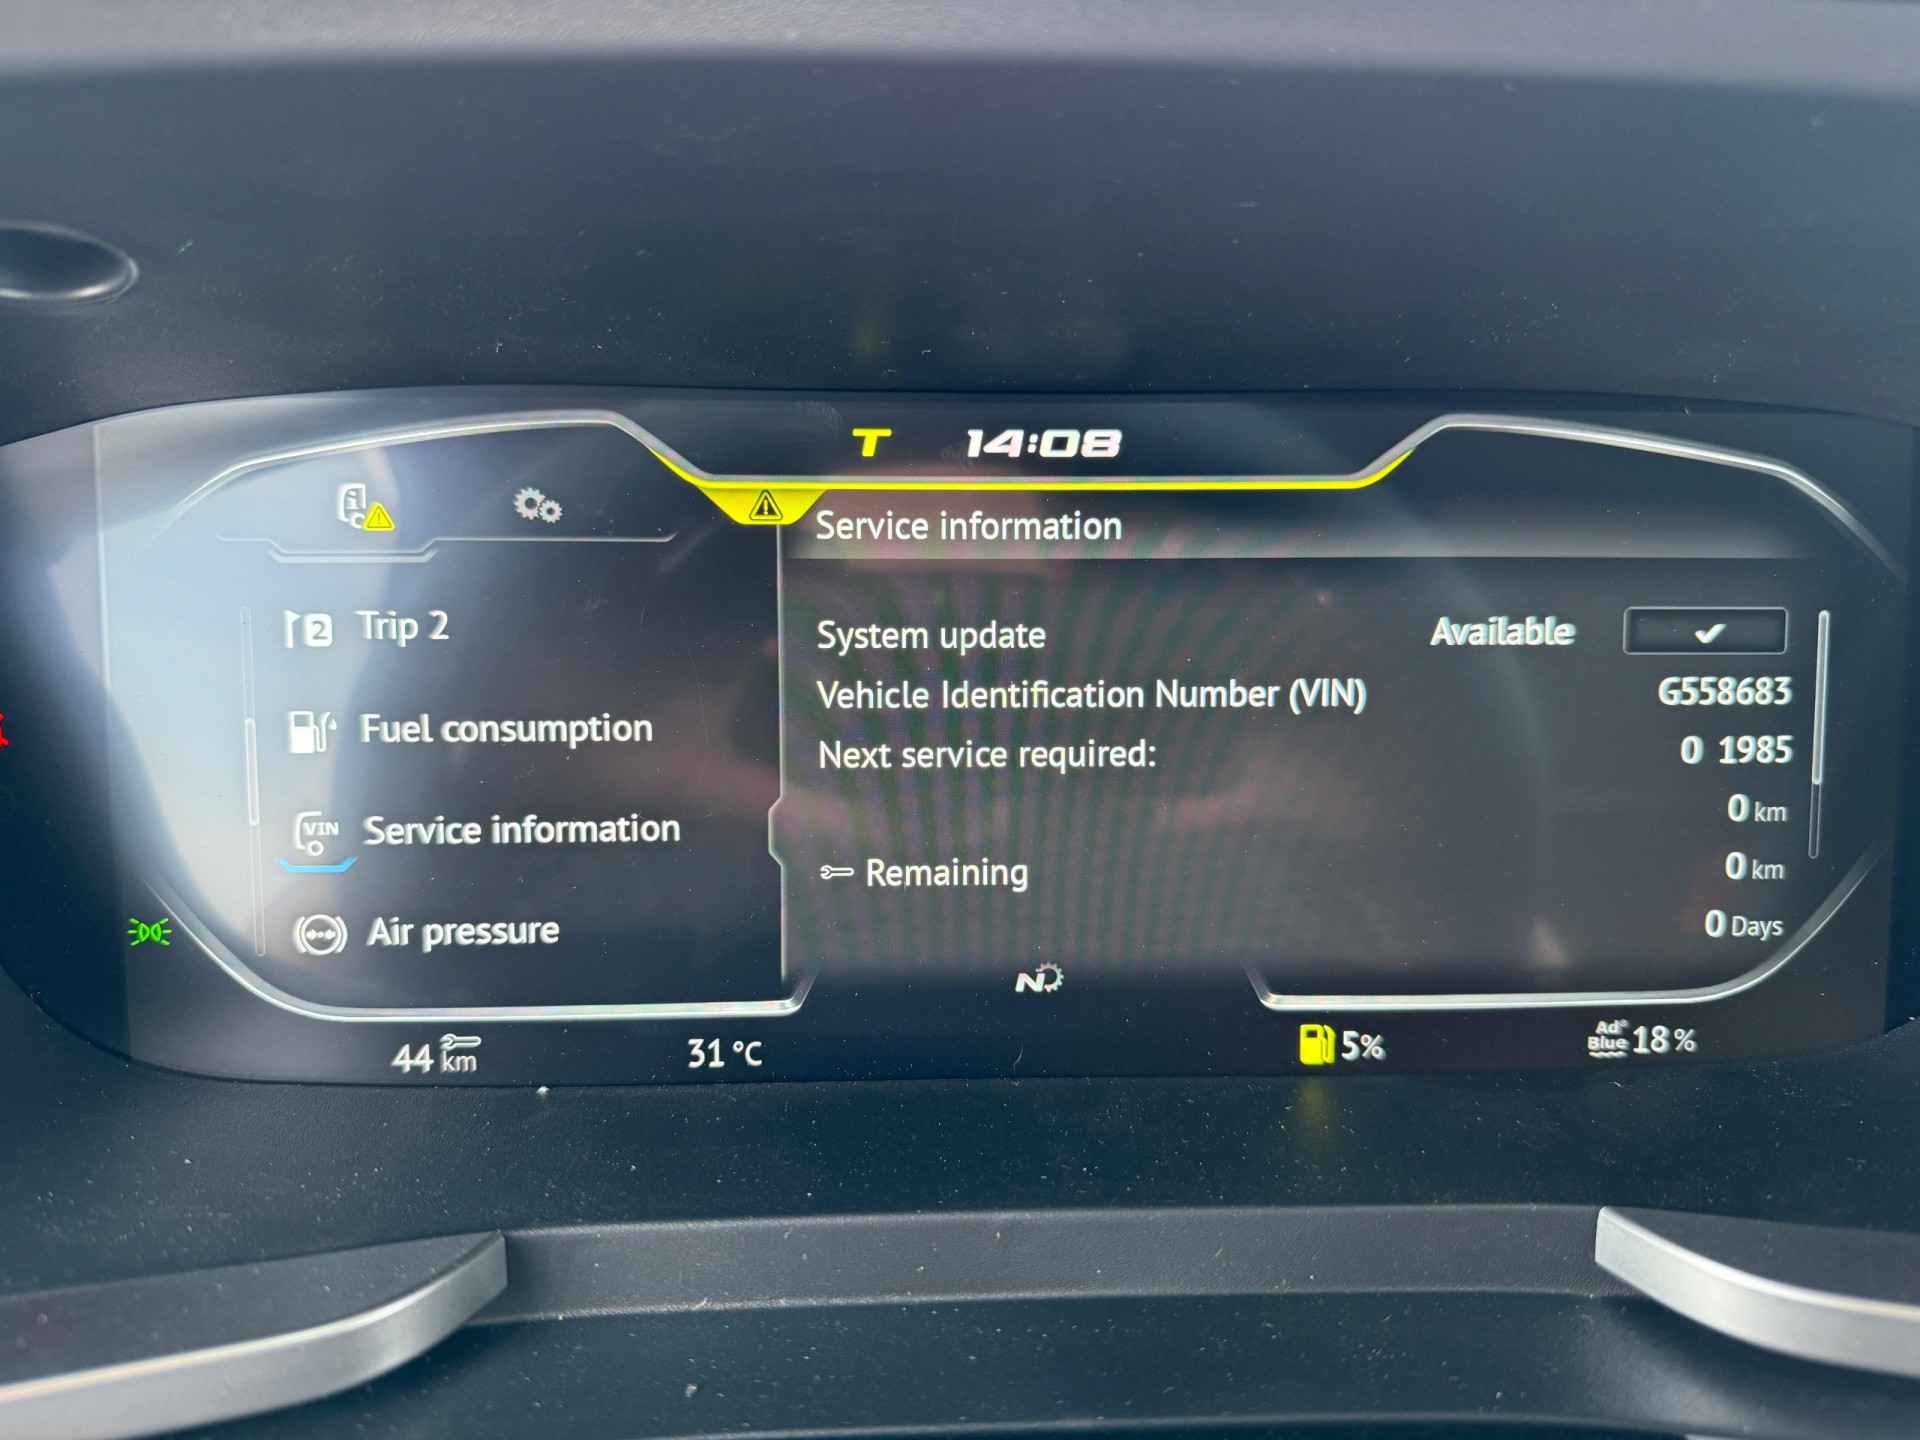 T 14:08
Service information
2 Trip 2
Fuel consumption
VIN Service information
Air pressure
System update Available
Vehicle Identification Number (VIN) G558683
Next service required: 0 1985
0 km
Remaining 0 km
0 Days
N
44 km 31 °C 5% Ad® Blue 18 %